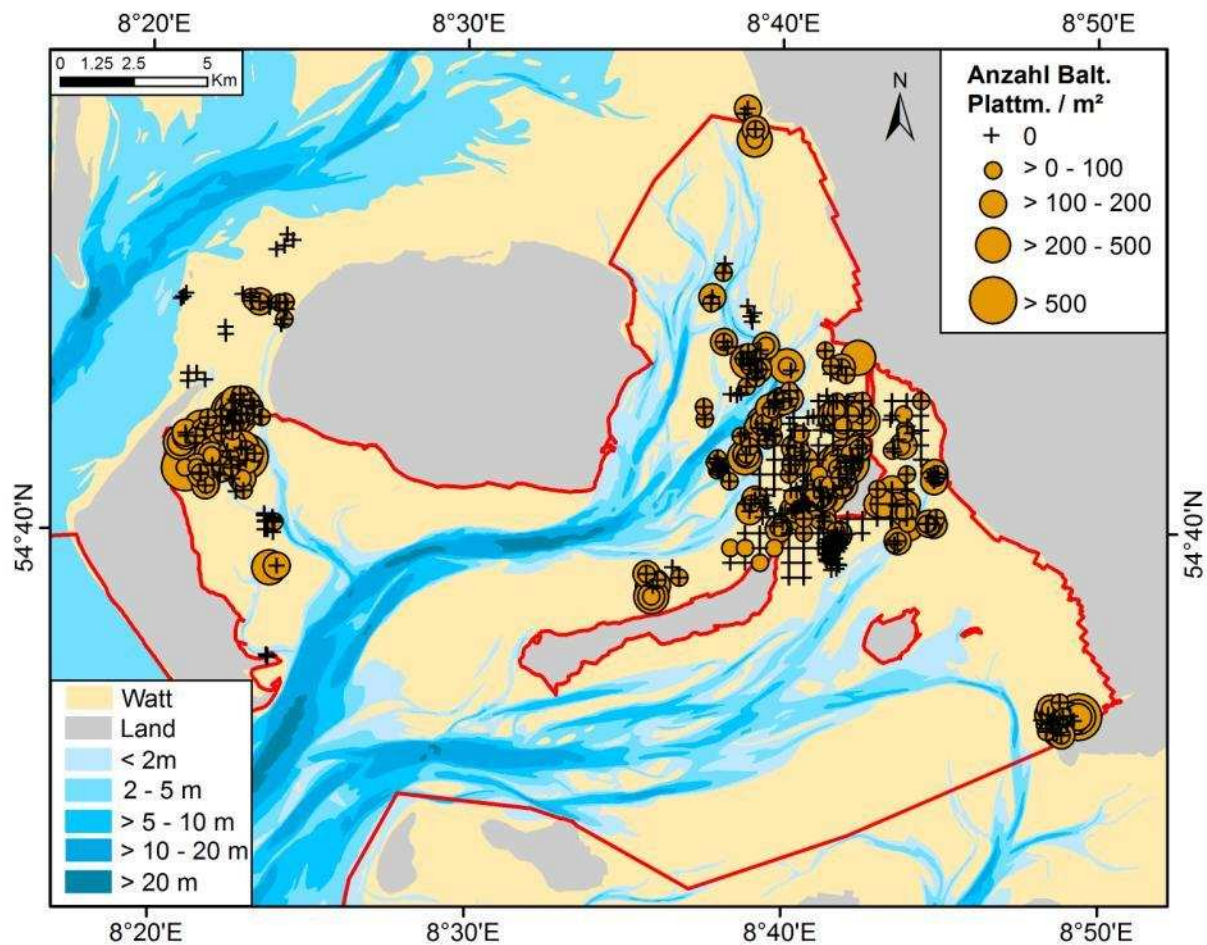 8°20'E
8°30'E
8°40'E
8°50'E
0 1.25 2.5 5
Km
N
Anzahl Balt.
Plattm. / m²
0
> 0 - 100
> 100 - 200
> 200 - 500
> 500
54°40'N
54°40'N
Watt
Land
< 2m
2 - 5 m
> 5 - 10 m
> 10 - 20 m
> 20 m
8°20'E
8°30'E
8°40'E
8°50'E